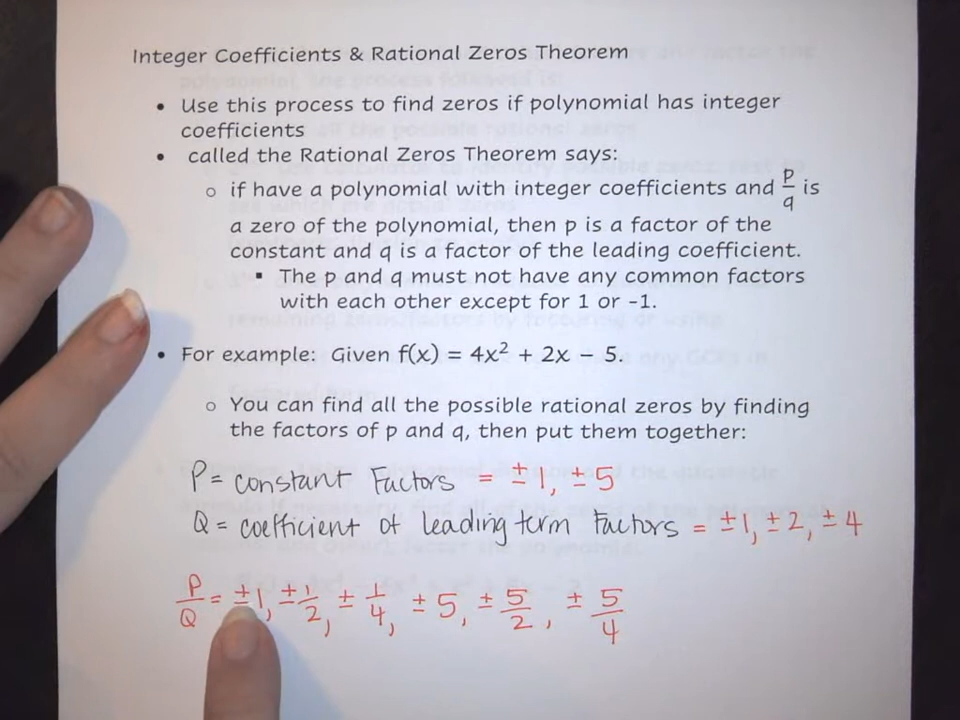 Integer Coefficients & Rational Zeros Theorem
• Use this process to find zeros if polynomial has integer
coefficients
• called the Rational Zeros Theorem says:
o if have a polynomial with integer coefficients and p/q is
a zero of the polynomial, then p is a factor of the
constant and q is a factor of the leading coefficient.
▪ The p and q must not have any common factors
with each other except for 1 or -1.
• For example: Given f(x) = 4x² + 2x − 5.
o You can find all the possible rational zeros by finding
the factors of p and q, then put them together:
P = constant Factors = ±1, ±5
Q = coefficient of leading term Factors = ±1, ±2, ±4
P/Q = ±1, ±1/2, ±1/4, ±5, ±5/2, ±5/4